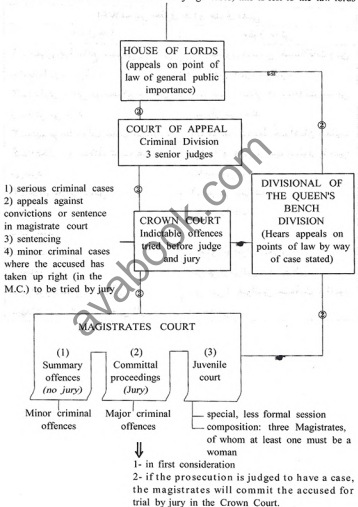 HOUSE OF LORDS
(appeals on point of
law of general public
importance)
②
②
COURT OF APPEAL
Criminal Division
3 senior judges
②
1) serious criminal cases
2) appeals against
convictions or sentence
in magistrate court
3) sentencing
4) minor criminal cases
where the accused has
taken up right (in the
M.C.) to be tried by jury
CROWN COURT
Indictable offences
tried before judge
and jury
DIVISIONAL OF
THE QUEEN'S
BENCH
DIVISION
(Hears appeals on
points of law by way
of case stated)
②
②
MAGISTRATES COURT
(1)
Summary
offences
(no jury)
(2)
Committal
proceedings
(Jury)
(3)
Juvenile
court
Minor criminal
offences
Major criminal
offences
special, less formal session
composition: three Magistrates,
of whom at least one must be a
woman
1- in first consideration
2- if the prosecution is judged to have a case,
the magistrates will commit the accused for
trial by jury in the Crown Court.
avabook.com